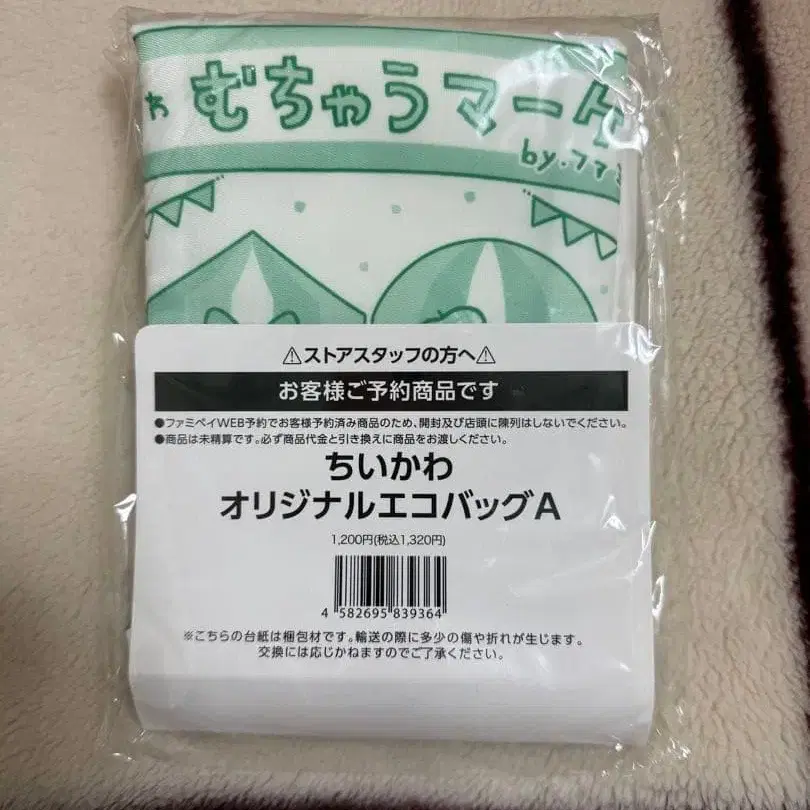 むちゃうマーケ
by.ファミ
⚠ストアスタッフの方へ⚠
お客様ご予約商品です
●ファミペイWEB予約でお客様予約済み商品のため、開封及び店頭に陳列はしないでください。
●商品は未精算です。必ず商品代金と引き換えに商品をお渡しください。
ちいかわ
オリジナルエコバッグA
1,200円(税込1,320円)
4 582695 839364
※こちらの台紙は梱包材です。輸送の際に多少の傷や折れが生じます。
交換には応じかねますのでご了承ください。